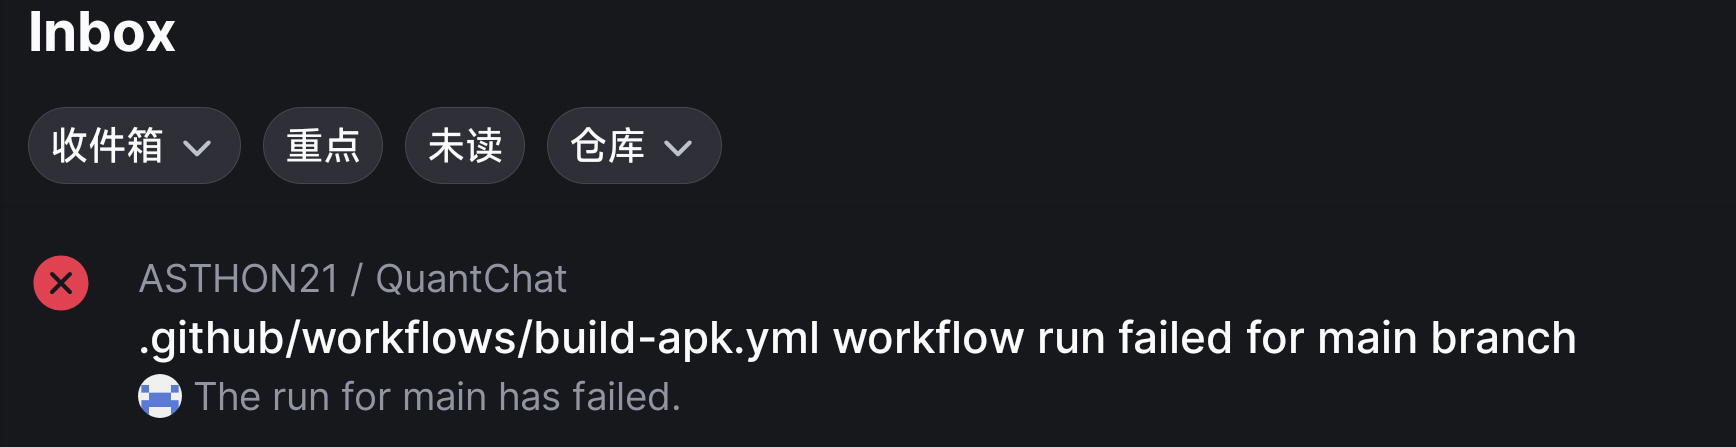 Inbox
收件箱 重点 未读 仓库
ASTHON21 / QuantChat
.github/workflows/build-apk.yml workflow run failed for main branch
The run for main has failed.